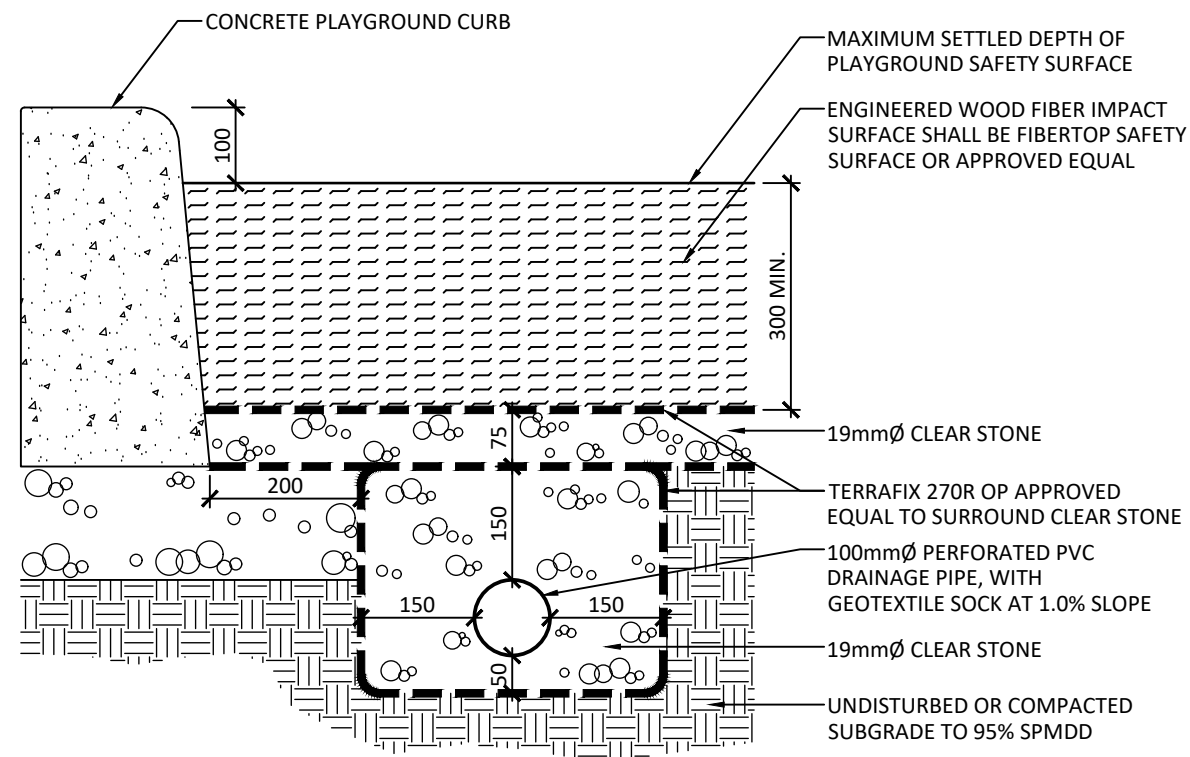 CONCRETE PLAYGROUND CURB
MAXIMUM SETTLED DEPTH OF
PLAYGROUND SAFETY SURFACE
ENGINEERED WOOD FIBER IMPACT
SURFACE SHALL BE FIBERTOP SAFETY
SURFACE OR APPROVED EQUAL
100
300 MIN.
75
19mmØ CLEAR STONE
200
TERRAFIX 270R OP APPROVED
EQUAL TO SURROUND CLEAR STONE
150
100mmØ PERFORATED PVC
DRAINAGE PIPE, WITH
GEOTEXTILE SOCK AT 1.0% SLOPE
150
150
19mmØ CLEAR STONE
50
UNDISTURBED OR COMPACTED
SUBGRADE TO 95% SPMDD